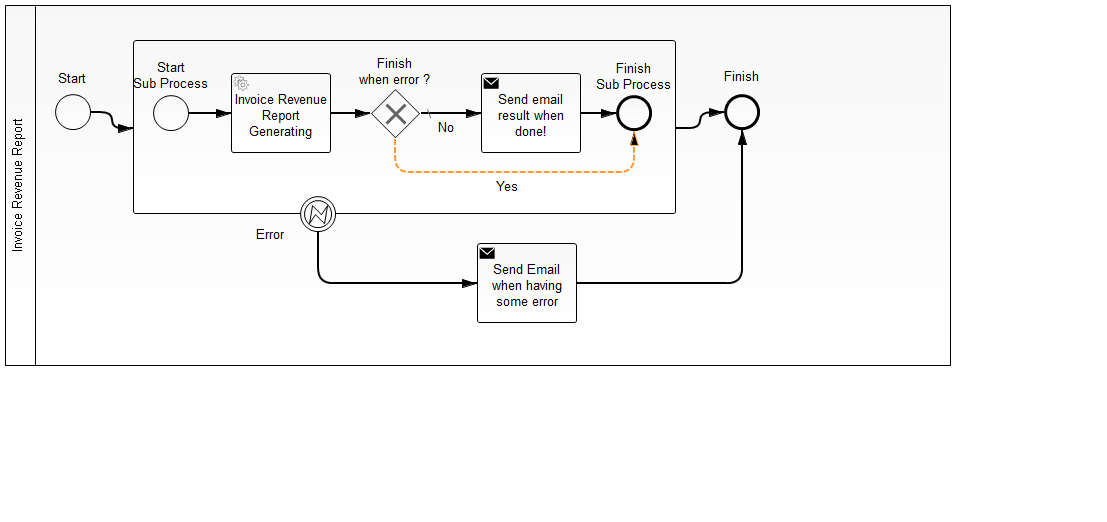 Invoice Revenue Report
Start
Start
Sub Process
Invoice Revenue
Report
Generating
Finish
when error ?
No
Yes
Send email
result when
done!
Finish
Sub Process
Finish
Error
Send Email
when having
some error